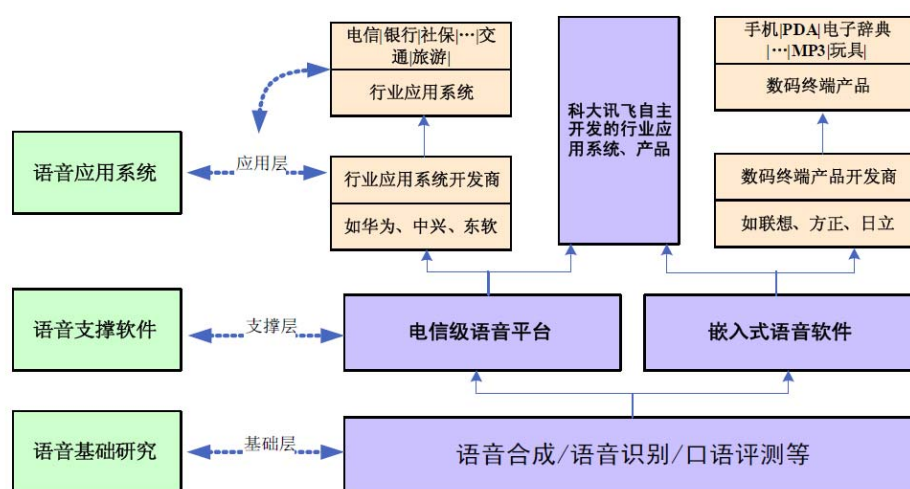 电信|银行|社保|…|交
通|旅游|
行业应用系统
手机|PDA|电子辞典
|…|MP3|玩具|
数码终端产品
科大讯飞自主
开发的行业应
用系统、产品
语音应用系统
应用层
行业应用系统开发商
如华为、中兴、东软
数码终端产品开发商
如联想、方正、日立
语音支撑软件
支撑层
电信级语音平台
嵌入式语音软件
语音基础研究
基础层
语音合成/语音识别/口语评测等